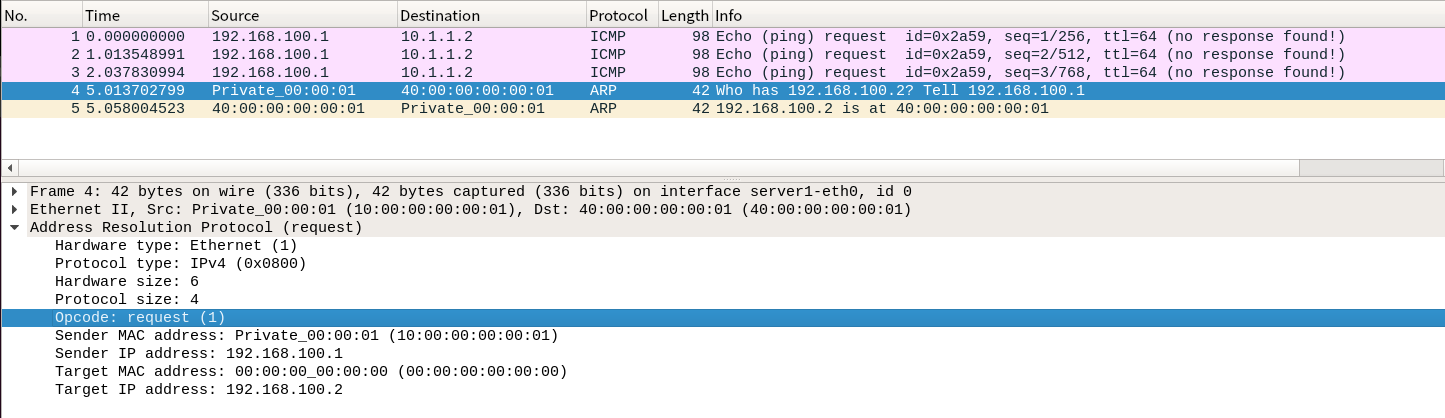 No. Time Source Destination Protocol Length Info
1 0.000000000 192.168.100.1 10.1.1.2 ICMP 98 Echo (ping) request id=0x2a59, seq=1/256, ttl=64 (no response found!)
2 1.013548991 192.168.100.1 10.1.1.2 ICMP 98 Echo (ping) request id=0x2a59, seq=2/512, ttl=64 (no response found!)
3 2.037830994 192.168.100.1 10.1.1.2 ICMP 98 Echo (ping) request id=0x2a59, seq=3/768, ttl=64 (no response found!)
4 5.013702799 Private_00:00:01 40:00:00:00:00:01 ARP 42 Who has 192.168.100.2? Tell 192.168.100.1
5 5.058004523 40:00:00:00:00:01 Private_00:00:01 ARP 42 192.168.100.2 is at 40:00:00:00:00:01
Frame 4: 42 bytes on wire (336 bits), 42 bytes captured (336 bits) on interface server1-eth0, id 0
Ethernet II, Src: Private_00:00:01 (10:00:00:00:00:01), Dst: 40:00:00:00:00:01 (40:00:00:00:00:01)
Address Resolution Protocol (request)
Hardware type: Ethernet (1)
Protocol type: IPv4 (0x0800)
Hardware size: 6
Protocol size: 4
Opcode: request (1)
Sender MAC address: Private_00:00:01 (10:00:00:00:00:01)
Sender IP address: 192.168.100.1
Target MAC address: 00:00:00_00:00:00 (00:00:00:00:00:00)
Target IP address: 192.168.100.2